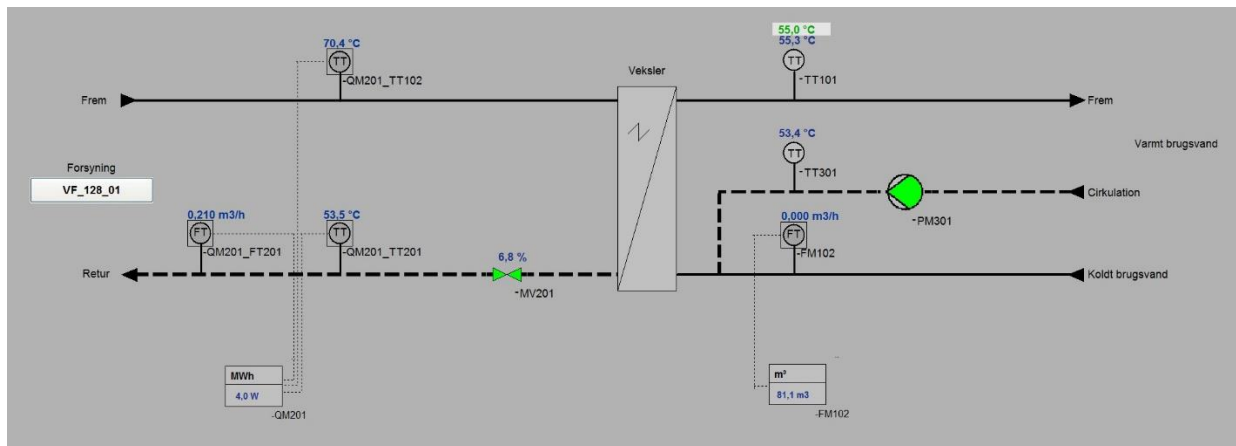 55,0 °C
70,4 °C
55,3 °C
TT
TT
-QM201_TT102
Veksler
-TT101
Frem
Frem
53,4 °C
Varmt brugsvand
TT
Forsyning
-TT301
VF_128_01
Cirkulation
0,210 m3/h
53,5 °C
0,000 m3/h
-PM301
FT
TT
FT
-QM201_FT201
-QM201_TT201
6,8 %
-FM102
Retur
Koldt brugsvand
-MV201
MWh
m³
4,0 W
81,1 m3
-QM201
-FM102